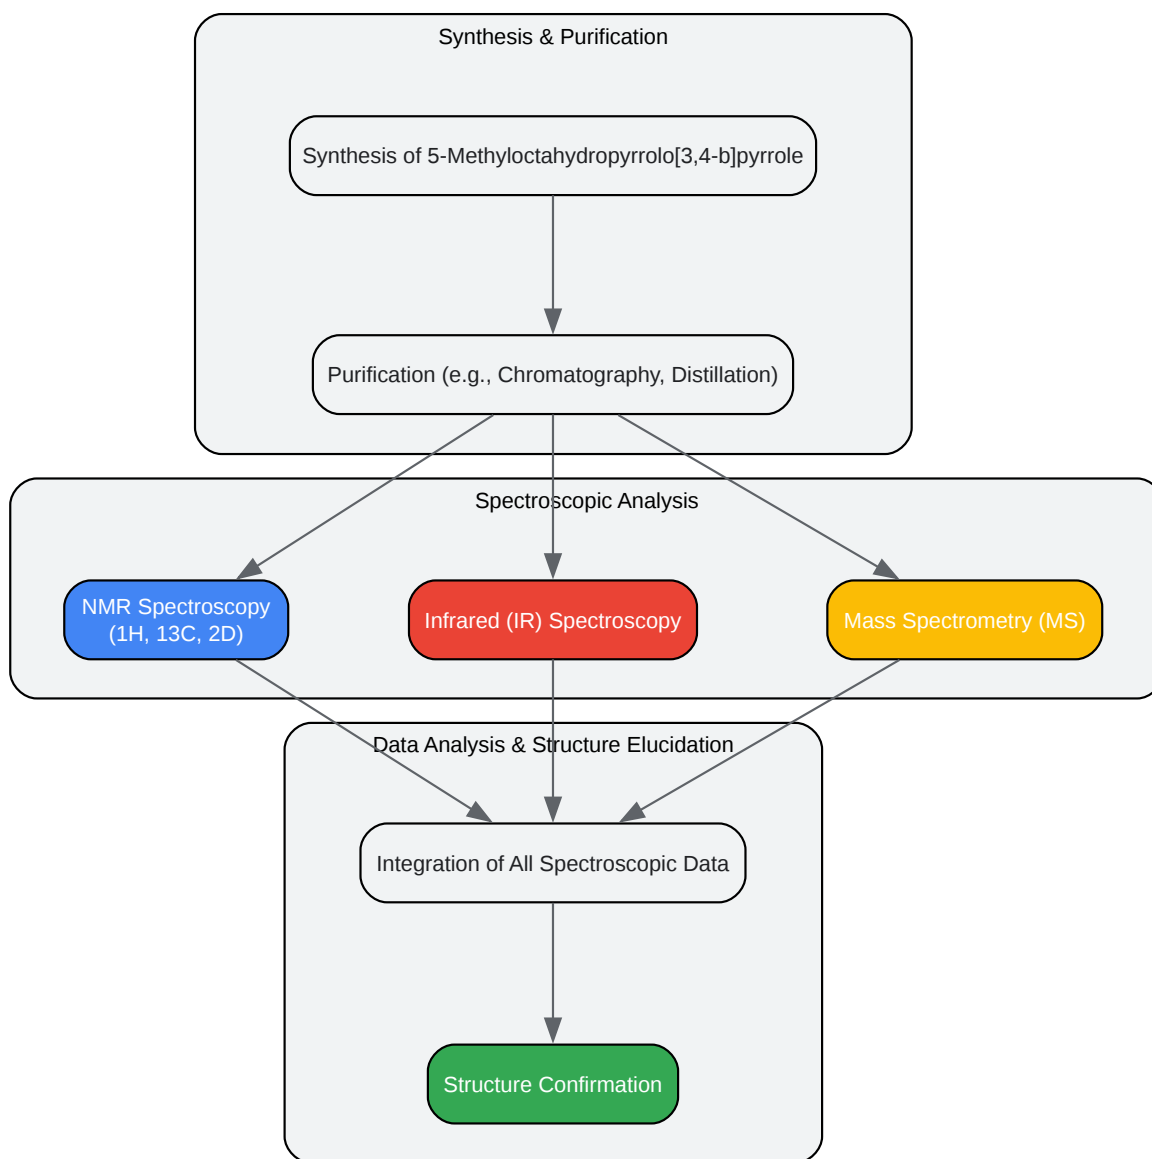 Synthesis & Purification
Synthesis of 5-Methyloctahydropyrrolo[3,4-b]pyrrole
Purification (e.g., Chromatography, Distillation)
Spectroscopic Analysis
NMR Spectroscopy
(1H, 13C, 2D)
Infrared (IR) Spectroscopy
Mass Spectrometry (MS)
Data Analysis & Structure Elucidation
Integration of All Spectroscopic Data
Structure Confirmation